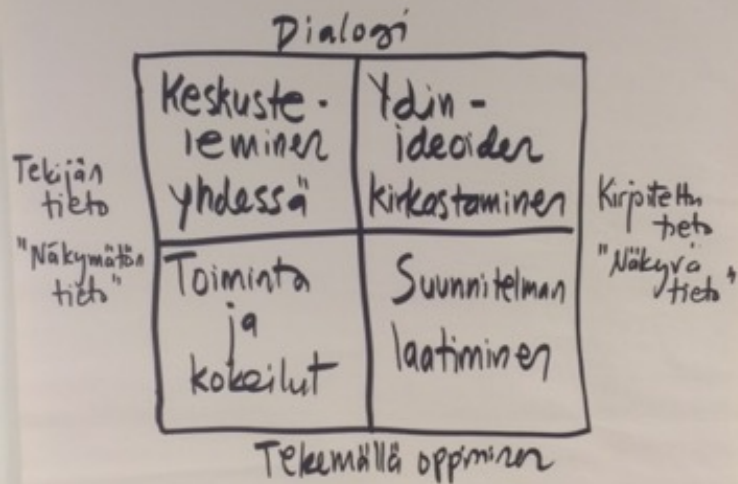 Dialogi
Keskuste-
leminen
yhdessä
Ydin-
ideoiden
kirkastaminen
Tekijän
tieto
"Näkymätön
tieto"
Kirjoitettu
tieto
"Näkyvä
tieto"
Toiminta
ja
kokeilut
Suunnitelman
laatiminen
Tekemällä oppiminen